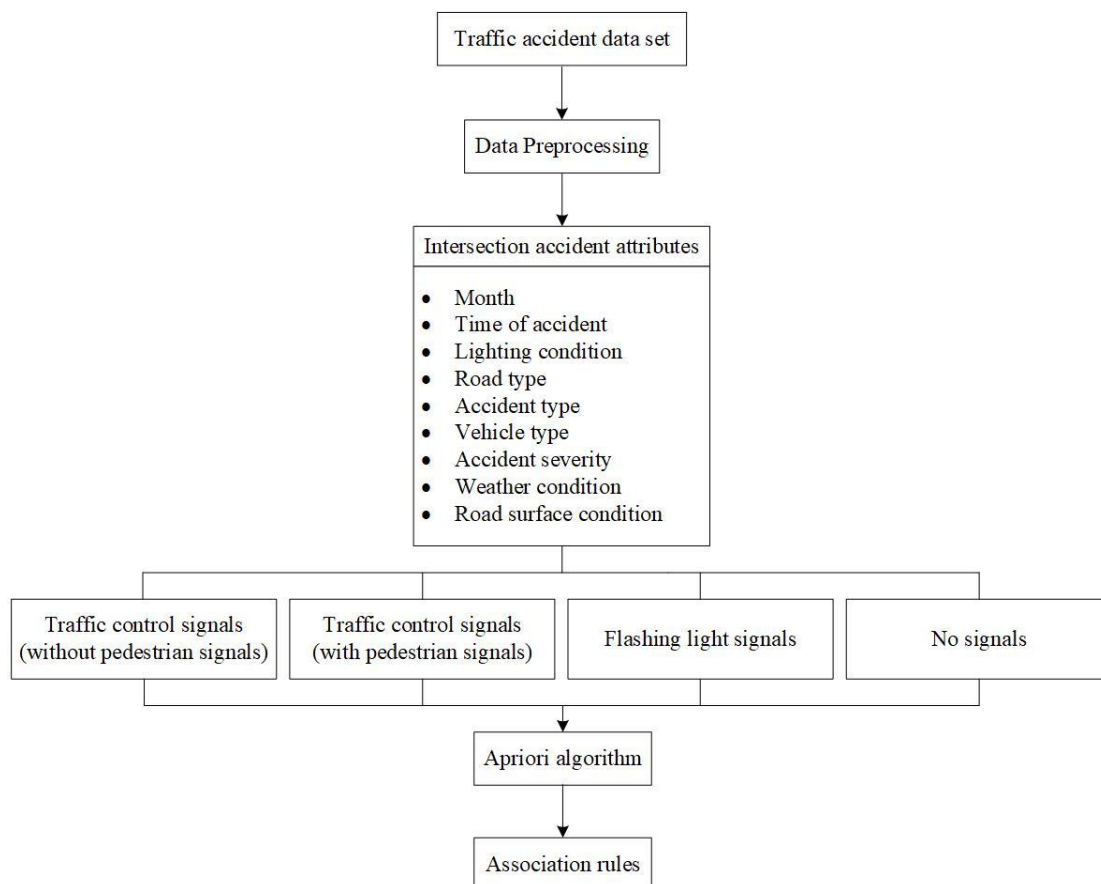 Traffic accident data set
Data Preprocessing
Intersection accident attributes
• Month
• Time of accident
• Lighting condition
• Road type
• Accident type
• Vehicle type
• Accident severity
• Weather condition
• Road surface condition
Traffic control signals
(without pedestrian signals)
Traffic control signals
(with pedestrian signals)
Flashing light signals
No signals
Apriori algorithm
Association rules